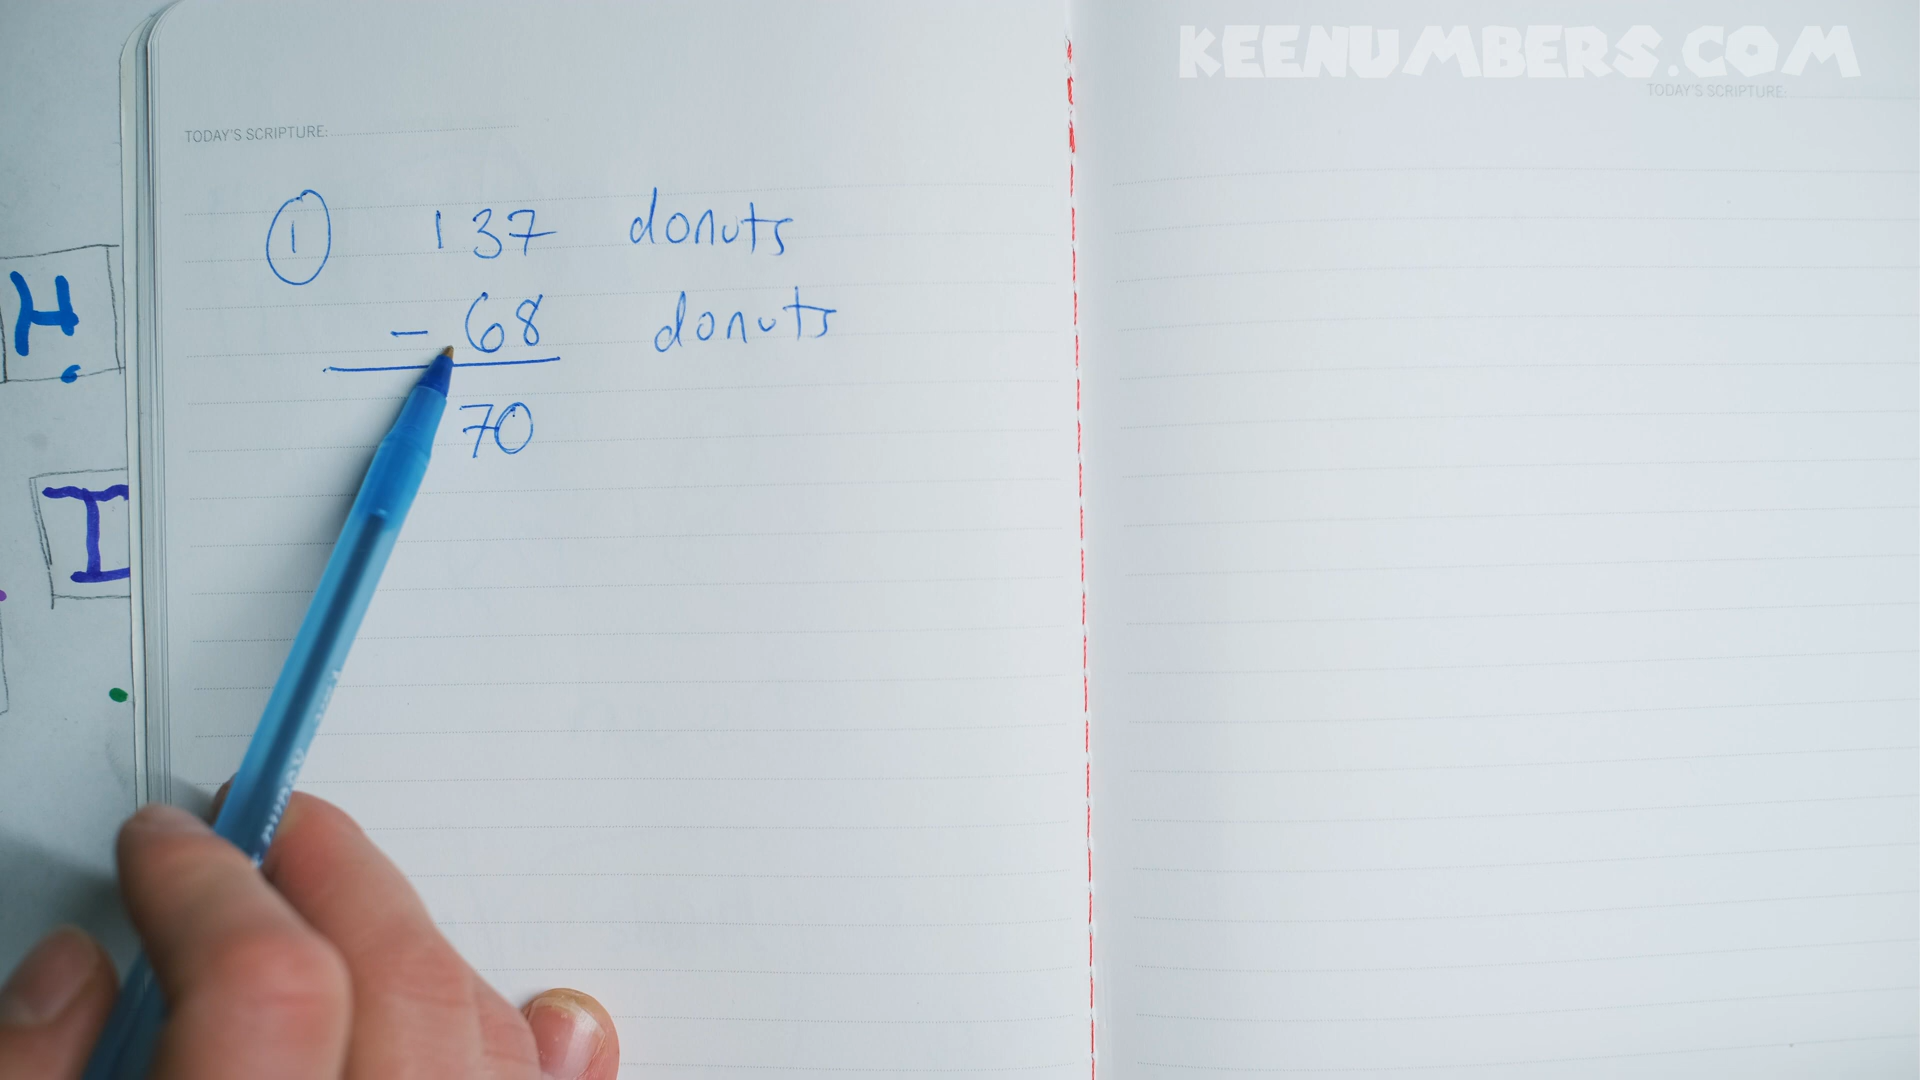 KEENUMBERS.COM
TODAY'S SCRIPTURE:
TODAY'S SCRIPTURE:
① 137 donuts
- 68 donuts
70
I